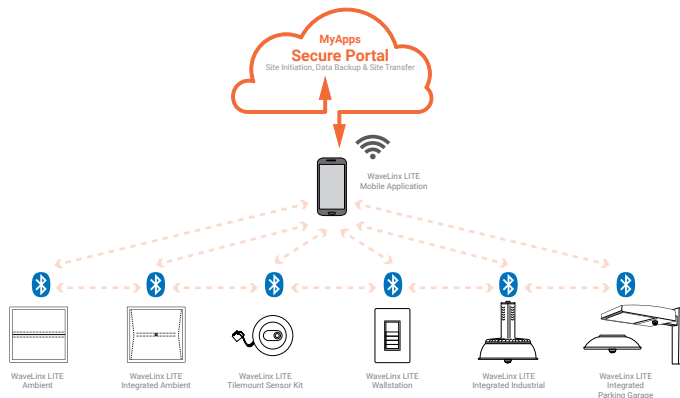 MyApps
Secure Portal
Site Initiation, Data Backup & Site Transfer
WaveLinx LITE
Mobile Application
WaveLinx LITE
Ambient
WaveLinx LITE
Integrated Ambient
WaveLinx LITE
Tilemount Sensor Kit
WaveLinx LITE
Wallstation
WaveLinx LITE
Integrated Industrial
WaveLinx LITE
Integrated
Parking Garage